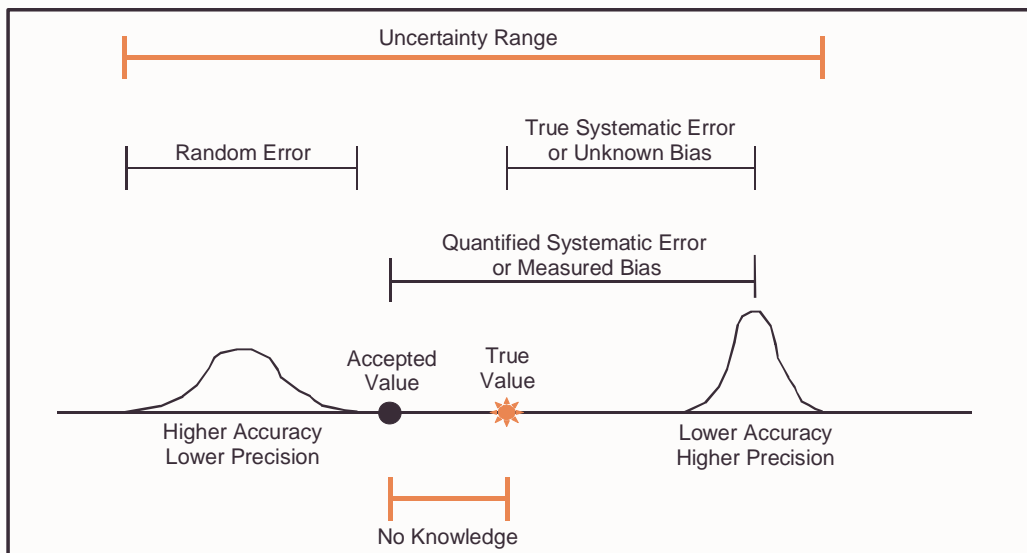 Uncertainty Range
True Systematic Error
or Unknown Bias
Random Error
Quantified Systematic Error
or Measured Bias
Accepted
Value
True
Value
Higher Accuracy
Lower Precision
Lower Accuracy
Higher Precision
No Knowledge